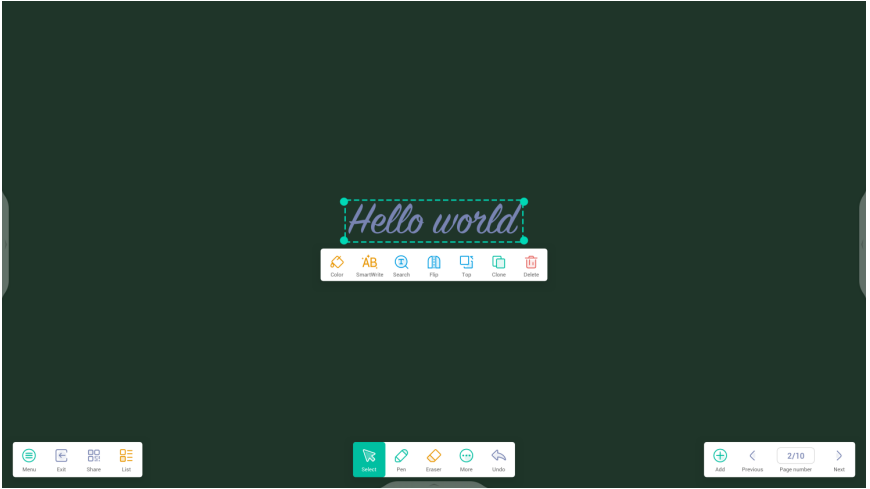 Hello world
Color SmartWrite Search Flip Top Clone Delete
Menu Exit Share List
Select Pen Eraser More Undo
Add Previous 2/10 Page number Next